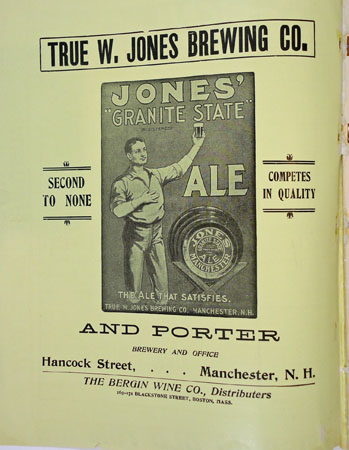 TRUE W. JONES BREWING CO.
JONES'
"GRANITE STATE"
ALE
SECOND
TO NONE
COMPETES
IN QUALITY
JONES
ALE
MANCHESTER
THE ALE THAT SATISFIES.
TRUE W. JONES BREWING CO., MANCHESTER, N.H.
AND PORTER
BREWERY AND OFFICE
Hancock Street, . . . Manchester, N. H.
THE BERGIN WINE CO., Distributers
BLACKSTONE STREET, BOSTON, MASS.